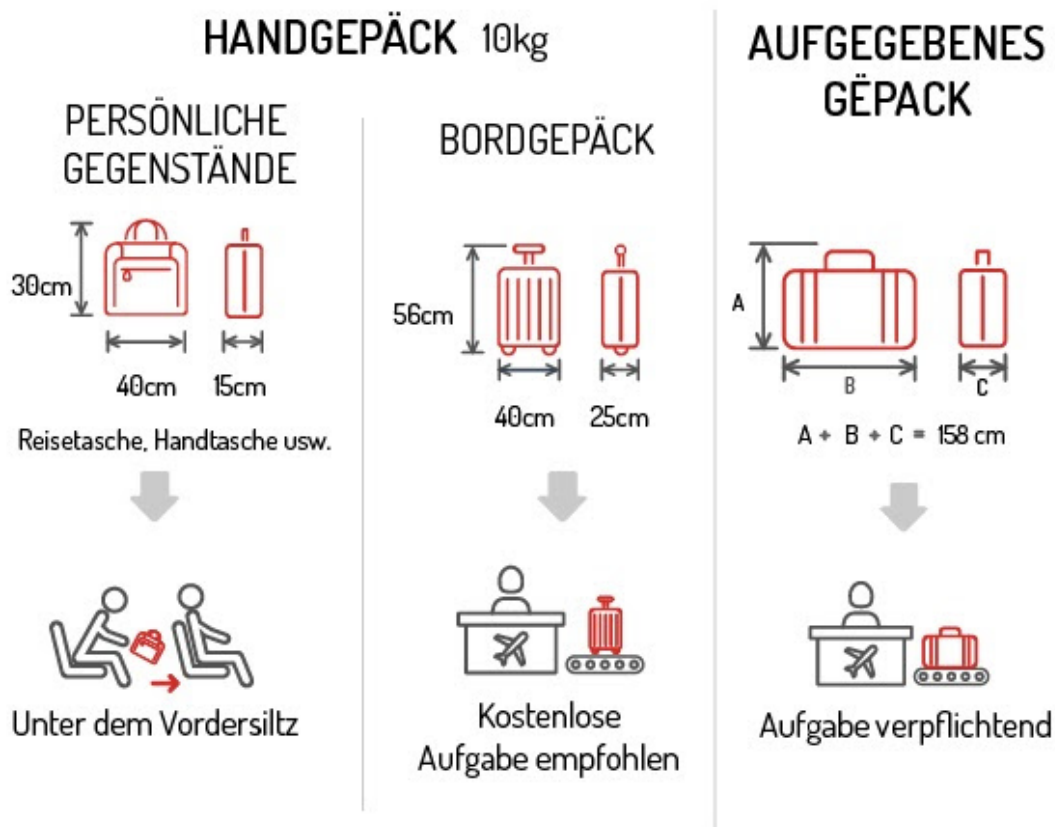 HANDGEPÄCK 10kg
PERSÖNLICHE
GEGENSTÄNDE
30cm
40cm 15cm
Reisetasche, Handtasche usw.
Unter dem Vordersiltz
BORDGEPÄCK
56cm
40cm 25cm
Kostenlose
Aufgabe empfohlen
AUFGEGEBENES
GËPACK
A
B C
A + B + C = 158 cm
Aufgabe verpflichtend